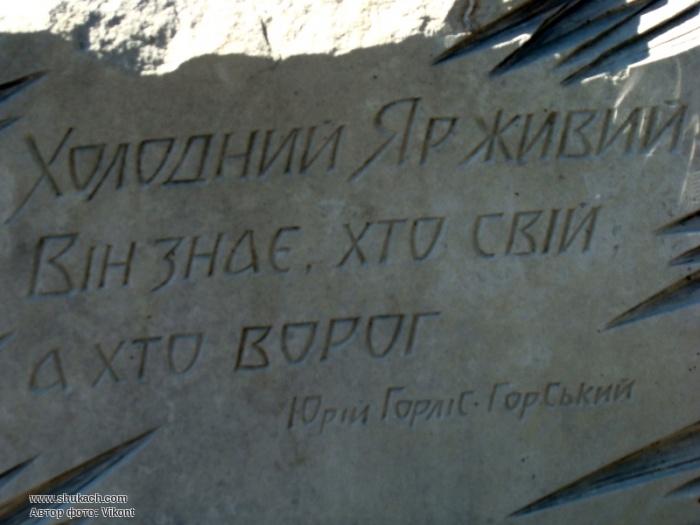 Холодний Яр живий
Він знає, хто свій,
а хто ворог
Юрій Горліс-Горський
www.shukach.com
Автор фото: Vikont